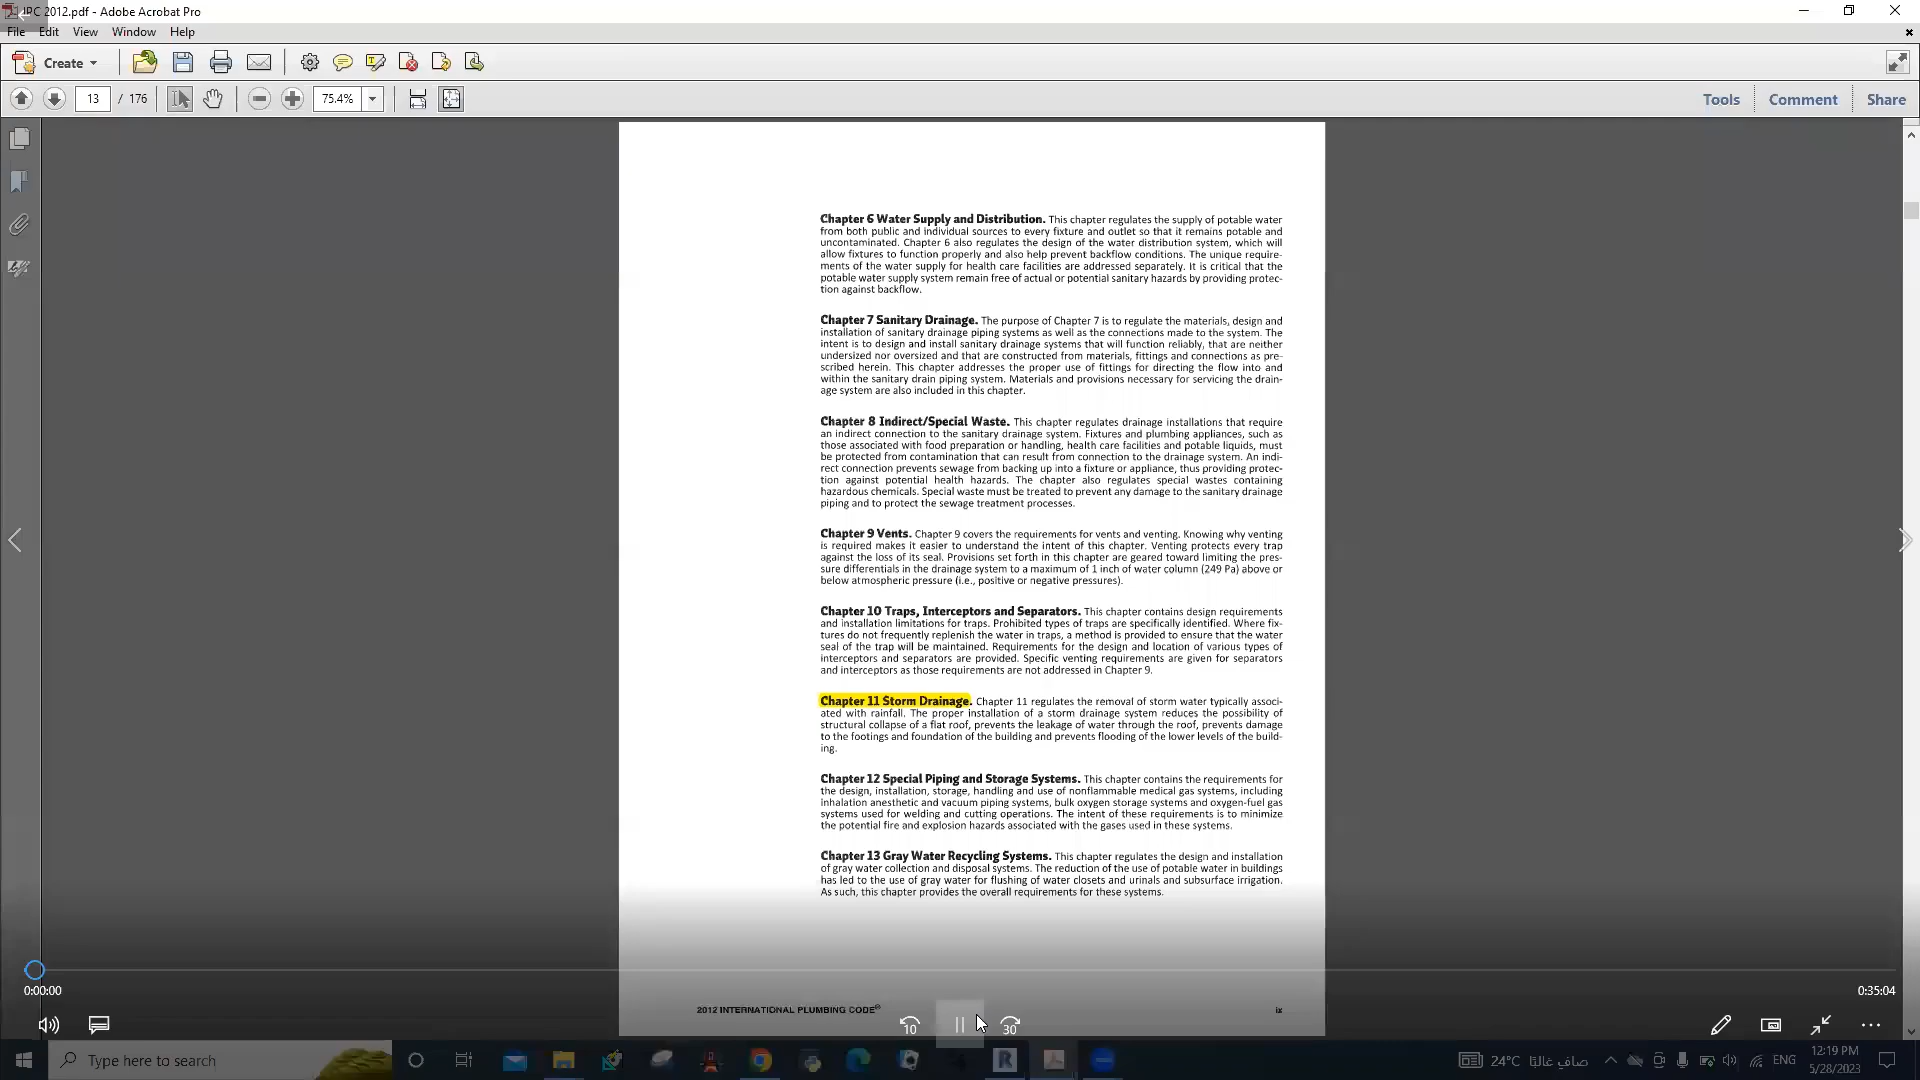 IPC 2012.pdf - Adobe Acrobat Pro
File Edit View Window Help
Create
13 / 176 75.4% Tools Comment Share
Chapter 6 Water Supply and Distribution. This chapter regulates the supply of potable water
from both public and individual sources to every fixture and outlet so that it remains potable and
uncontaminated. Chapter 6 also regulates the design of the water distribution system, which will
allow fixtures to function properly and also help prevent backflow conditions. The unique require-
ments of the water supply for health care facilities are addressed separately. It is critical that the
potable water supply system remain free of actual or potential sanitary hazards by providing protec-
tion against backflow.
Chapter 7 Sanitary Drainage. The purpose of Chapter 7 is to regulate the materials, design and
installation of sanitary drainage piping systems as well as the connections made to the system. The
intent is to design and install sanitary drainage systems that will function reliably, that are neither
undersized nor oversized and that are constructed from materials, fittings and connections as pre-
scribed herein. This chapter addresses the proper use of fittings for directing the flow into and
within the sanitary drain piping system. Materials and provisions necessary for servicing the drain-
age system are also included in this chapter.
Chapter 8 Indirect/Special Waste. This chapter regulates drainage installations that require
an indirect connection to the sanitary drainage system. Fixtures and plumbing appliances, such as
those associated with food preparation or handling, health care facilities and potable liquids, must
be protected from contamination that can result from connection to the drainage system. An indi-
rect connection prevents sewage from backing up into a fixture or appliance, thus providing protec-
tion against potential health hazards. The chapter also regulates special wastes containing
hazardous chemicals. Special waste must be treated to prevent any damage to the sanitary drainage
piping and to protect the sewage treatment processes.
Chapter 9 Vents. Chapter 9 covers the requirements for vents and venting. Knowing why venting
is required makes it easier to understand the intent of this chapter. Venting protects every trap
against the loss of its seal. Provisions set forth in this chapter are geared toward limiting the pres-
sure differentials in the drainage system to a maximum of 1 inch of water column (249 Pa) above or
below atmospheric pressure (i.e., positive or negative pressures).
Chapter 10 Traps, Interceptors and Separators. This chapter contains design requirements
and installation limitations for traps. Prohibited types of traps are specifically identified. Where fix-
tures do not frequently replenish the water in traps, a method is provided to ensure that the water
seal of the trap will be maintained. Requirements for the design and location of various types of
interceptors and separators are provided. Specific venting requirements are given for separators
and interceptors as those requirements are not addressed in Chapter 9.
Chapter 11 Storm Drainage. Chapter 11 regulates the removal of storm water typically associ-
ated with rainfall. The proper installation of a storm drainage system reduces the possibility of
structural collapse of a flat roof, prevents the leakage of water through the roof, prevents damage
to the footings and foundation of the building and prevents flooding of the lower levels of the build-
ing.
Chapter 12 Special Piping and Storage Systems. This chapter contains the requirements for
the design, installation, storage, handling and use of nonflammable medical gas systems, including
inhalation anesthetic and vacuum piping systems, bulk oxygen storage systems and oxygen-fuel gas
systems used for welding and cutting operations. The intent of these requirements is to minimize
the potential fire and explosion hazards associated with the gases used in these systems.
Chapter 13 Gray Water Recycling Systems. This chapter regulates the design and installation
of gray water collection and disposal systems. The reduction of the use of potable water in buildings
has led to the use of gray water for flushing of water closets and urinals and subsurface irrigation.
As such, this chapter provides the overall requirements for these systems.
0:00:00 0:35:04
2012 INTERNATIONAL PLUMBING CODE® ix
10 30
Type here to search R 24°C صافٍ غالبًا ENG 12:19 PM
5/28/2023